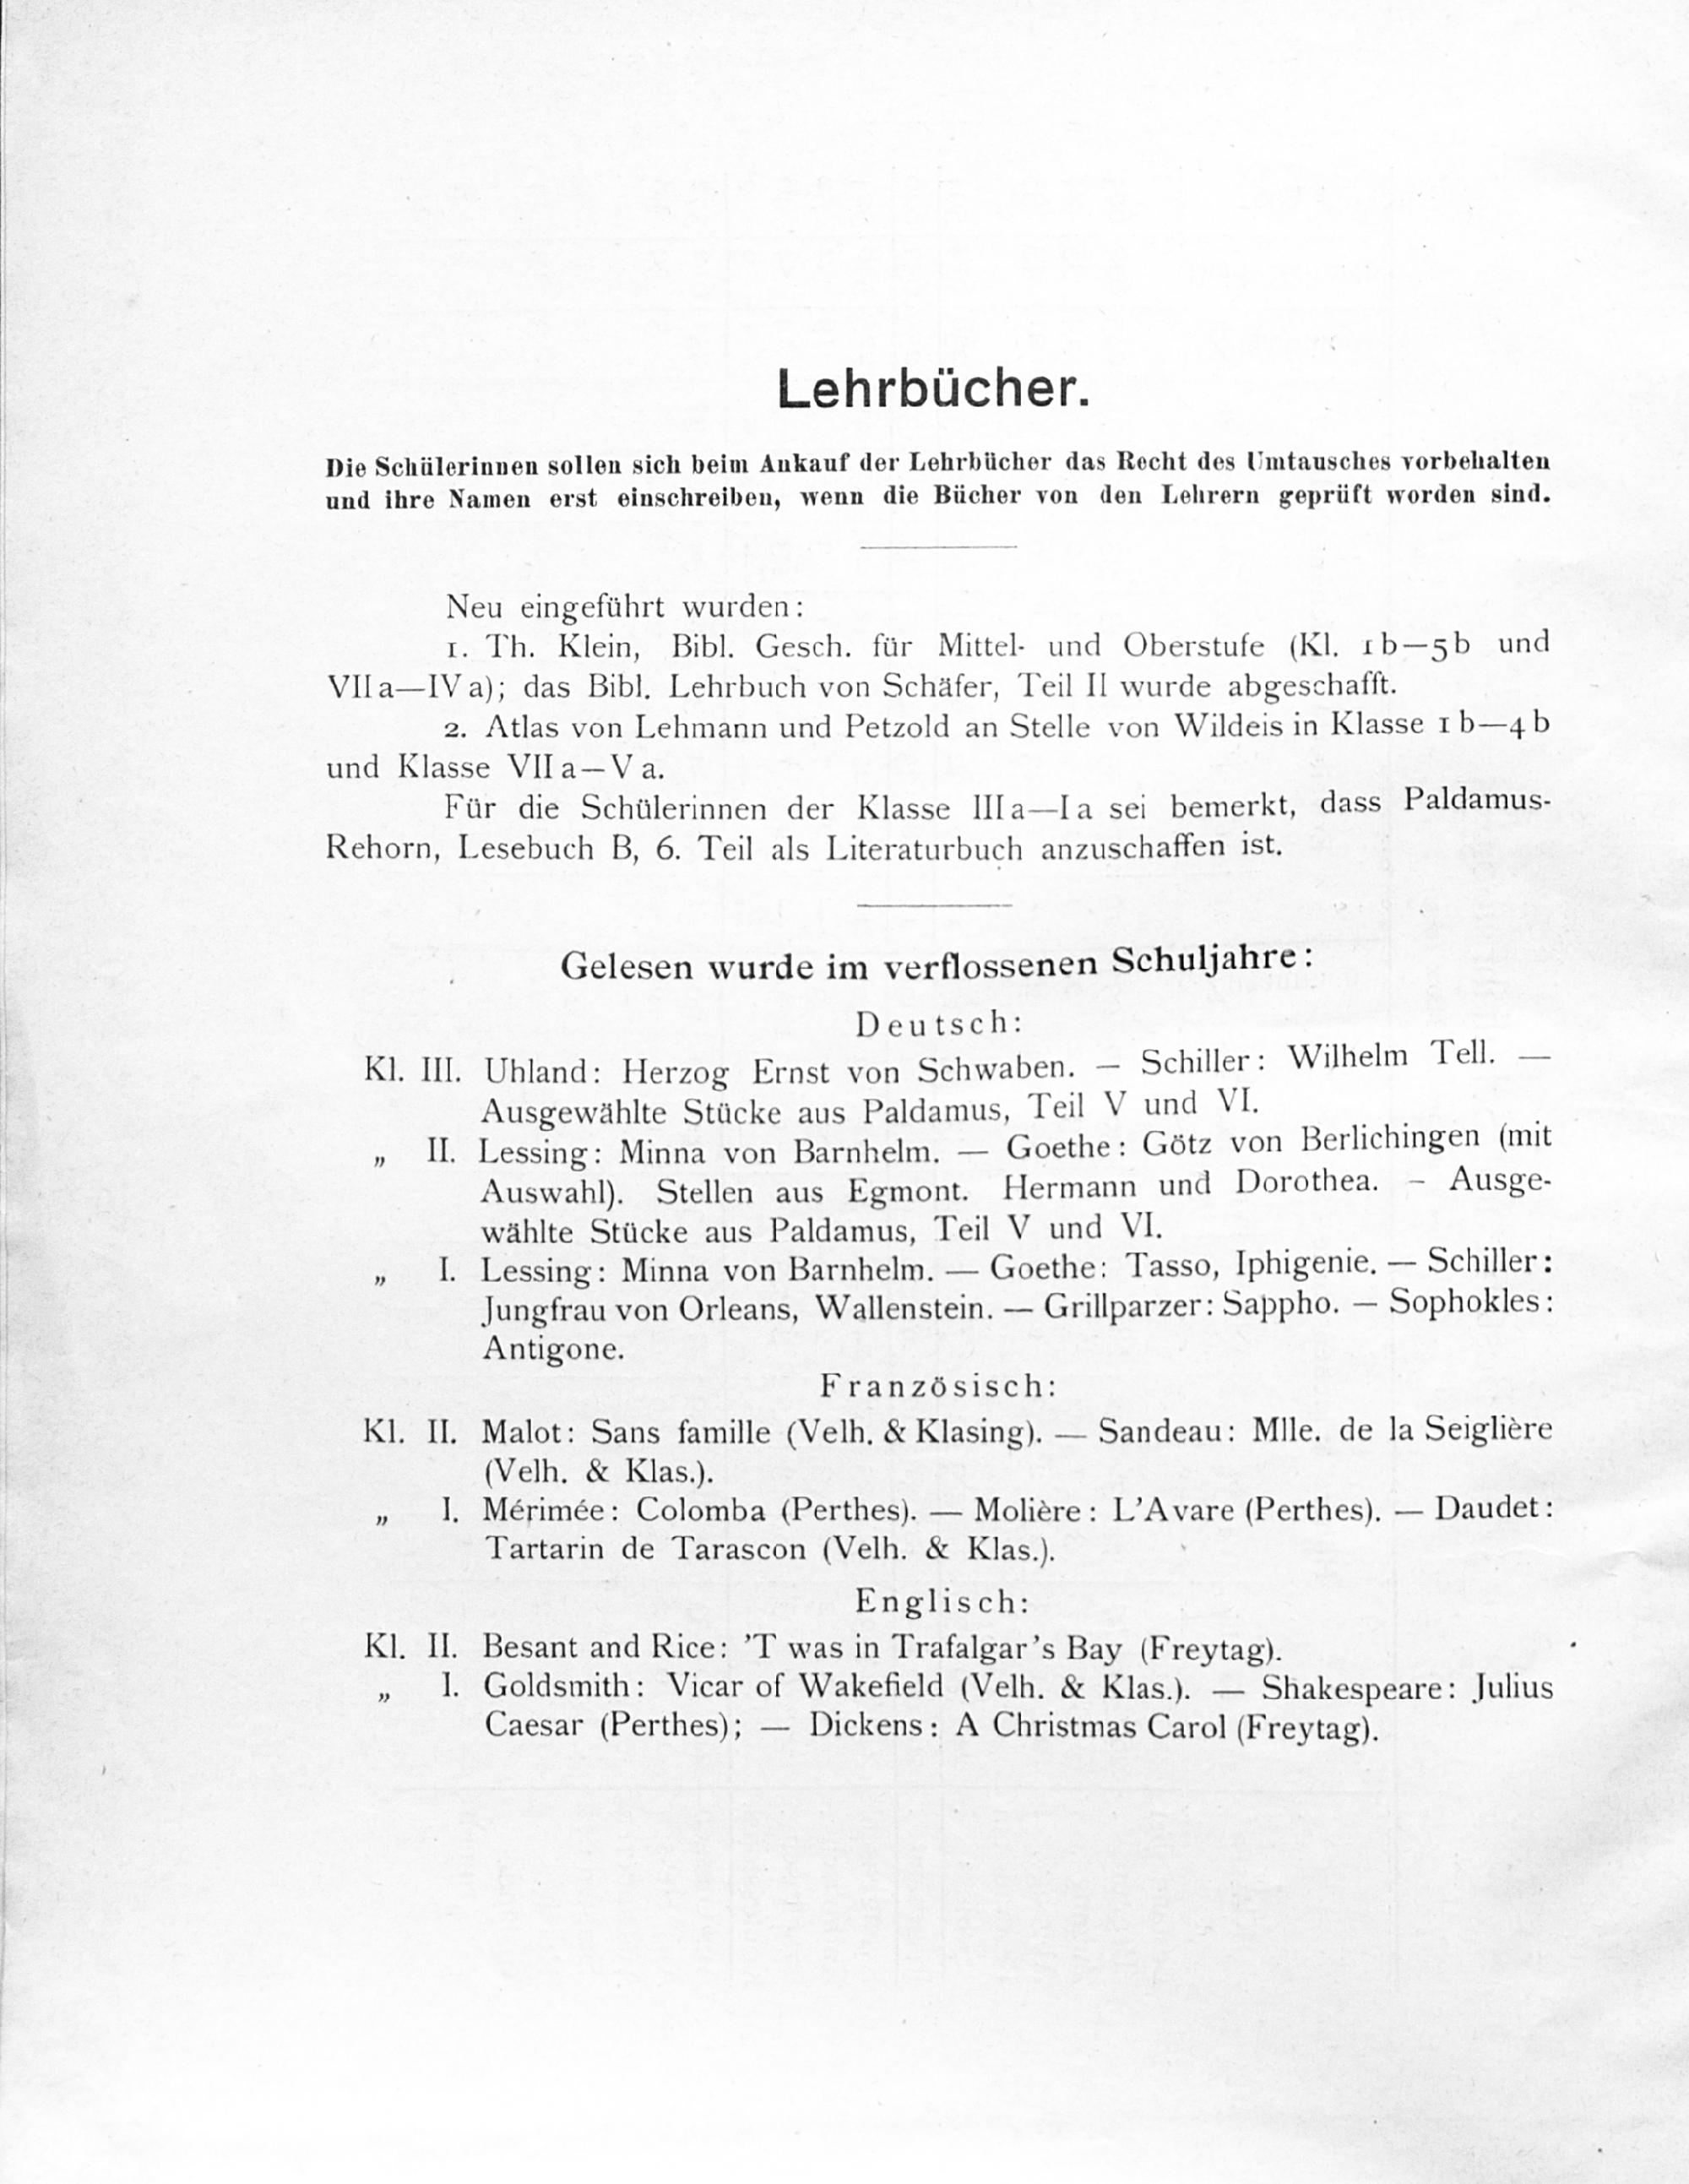 Lehrbücher.
Die Schülerinnen sollen sich beim Ankauf der Lehrbücher das Recht des Umtausches vorbehalten
und ihre Namen erst einschreiben, wenn die Bücher von den Lehrern geprüft worden sind.
Neu eingeführt wurden:
1. Th. Klein, Bibl. Gesch. für Mittel- und Oberstufe (Kl. 1b—5b und
VIIa—IVa); das Bibl. Lehrbuch von Schäfer, Teil II wurde abgeschafft.
2. Atlas von Lehmann und Petzold an Stelle von Wildeis in Klasse 1b—4b
und Klasse VIIa—Va.
Für die Schülerinnen der Klasse IIIa—Ia sei bemerkt, dass Paldamus-
Rehorn, Lesebuch B, 6. Teil als Literaturbuch anzuschaffen ist.
Gelesen wurde im verflossenen Schuljahre:
Deutsch:
Kl. III. Uhland: Herzog Ernst von Schwaben. — Schiller: Wilhelm Tell. —
Ausgewählte Stücke aus Paldamus, Teil V und VI.
„ II. Lessing: Minna von Barnhelm. — Goethe: Götz von Berlichingen (mit
Auswahl). Stellen aus Egmont. Hermann und Dorothea. – Ausge-
wählte Stücke aus Paldamus, Teil V und VI.
„ I. Lessing: Minna von Barnhelm. — Goethe: Tasso, Iphigenie. — Schiller:
Jungfrau von Orleans, Wallenstein. — Grillparzer: Sappho. — Sophokles:
Antigone.
Französisch:
Kl. II. Malot: Sans famille (Velh. & Klasing). — Sandeau: Mlle. de la Seiglière
(Velh. & Klas.).
„ I. Mérimée: Colomba (Perthes). — Molière: L'Avare (Perthes). — Daudet:
Tartarin de Tarascon (Velh. & Klas.).
Englisch:
Kl. II. Besant and Rice: 'T was in Trafalgar's Bay (Freytag).
„ I. Goldsmith: Vicar of Wakefield (Velh. & Klas.). — Shakespeare: Julius
Caesar (Perthes); — Dickens: A Christmas Carol (Freytag).